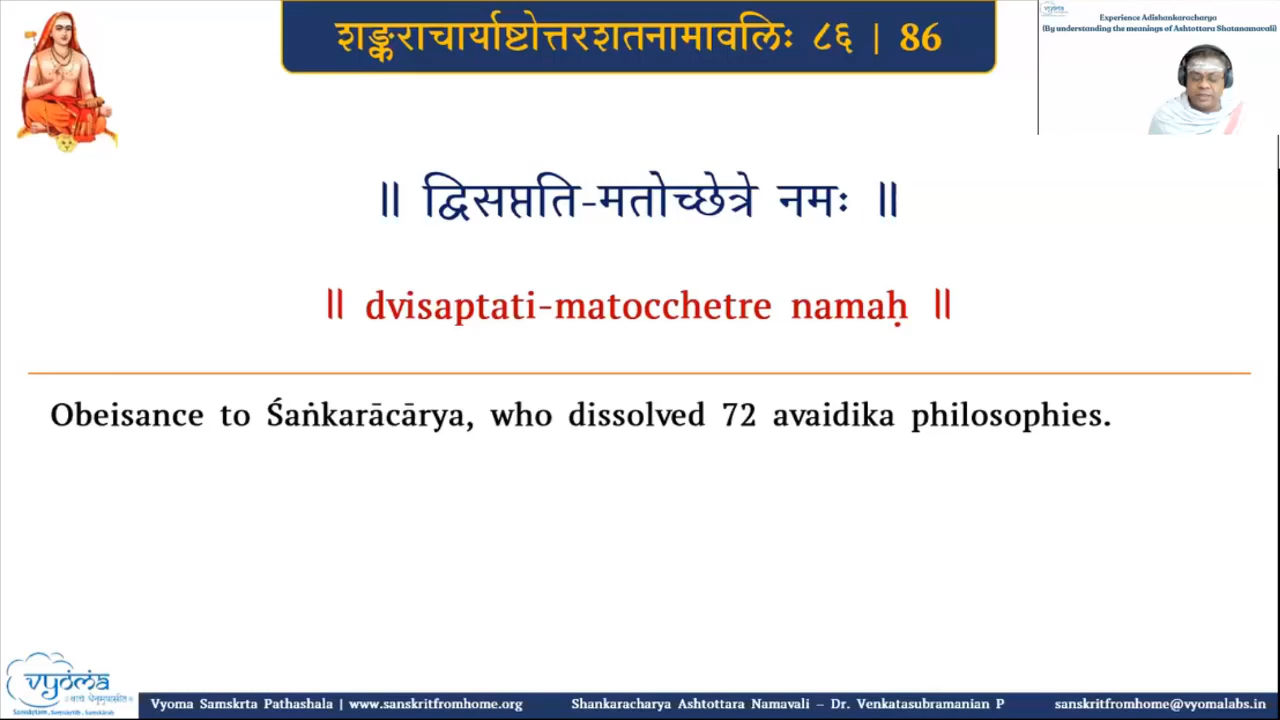 शङ्कराचार्याष्टोत्तरशतनामावलिः ८६ | 86
vyoma
Experience Adishankaracharya
(By understanding the meanings of Ashtottara Shatanamavali)
॥ द्विसप्तति-मतोच्छेत्रे नमः ॥
॥ dvisaptati-matocchetre namaḥ ॥
Obeisance to Śaṅkarācārya, who dissolved 72 avaidika philosophies.
vyoma
Vyoma Samskrta Pathashala | www.sanskritfromhome.org Shankaracharya Ashtottara Namavali – Dr. Venkatasubramanian P sanskritfromhome@vyomalabs.in